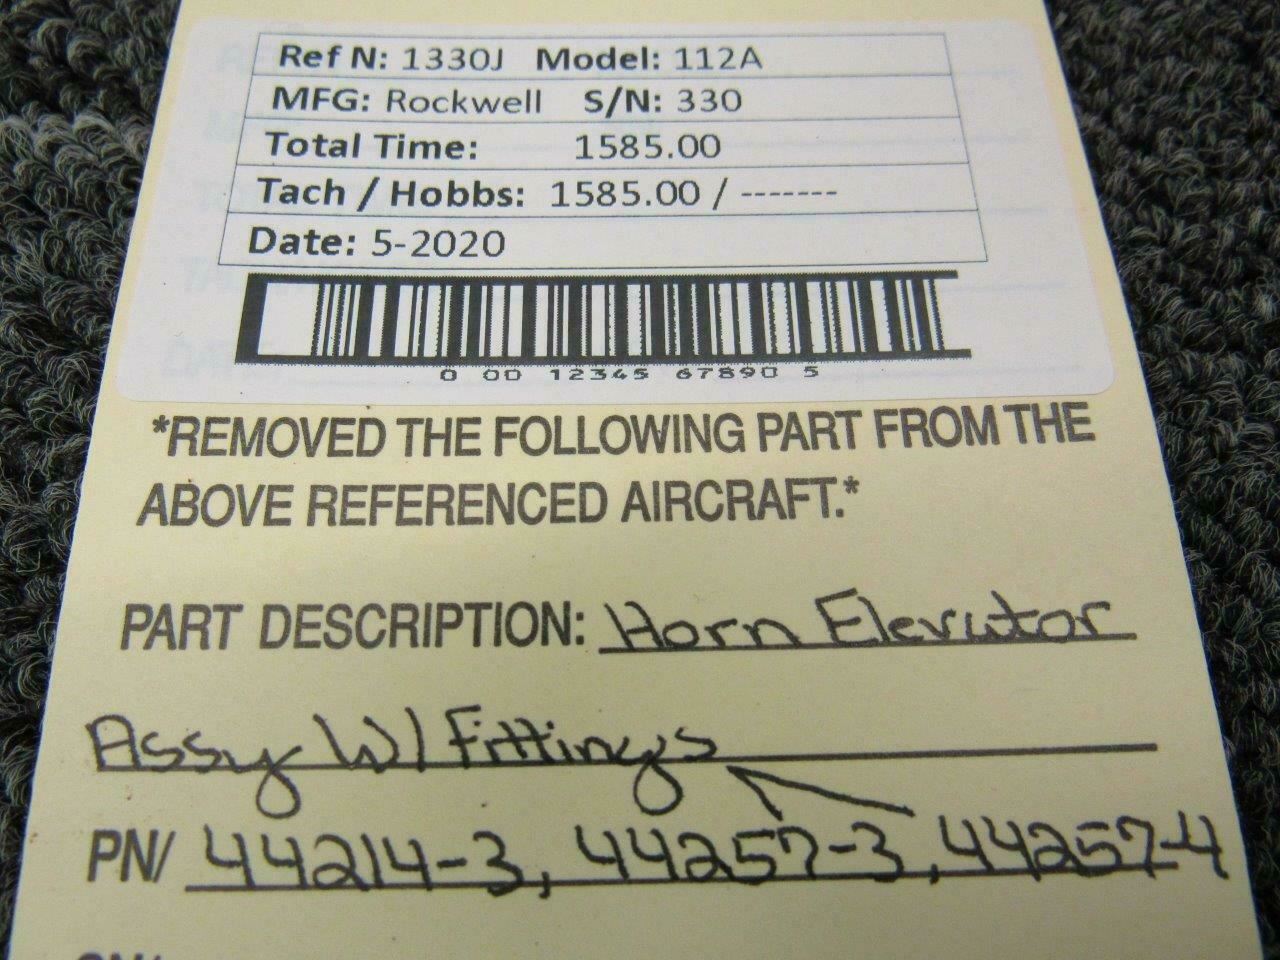 Ref N: 1330J Model: 112A
MFG: Rockwell S/N: 330
Total Time: 1585.00
Tach / Hobbs: 1585.00 / -------
Date: 5-2020
0 00 12345 67890 5
*REMOVED THE FOLLOWING PART FROM THE
ABOVE REFERENCED AIRCRAFT.*
PART DESCRIPTION: Horn Elevator
Assy W/ Fittings
PN/ 44214-3, 44257-3, 44257-4